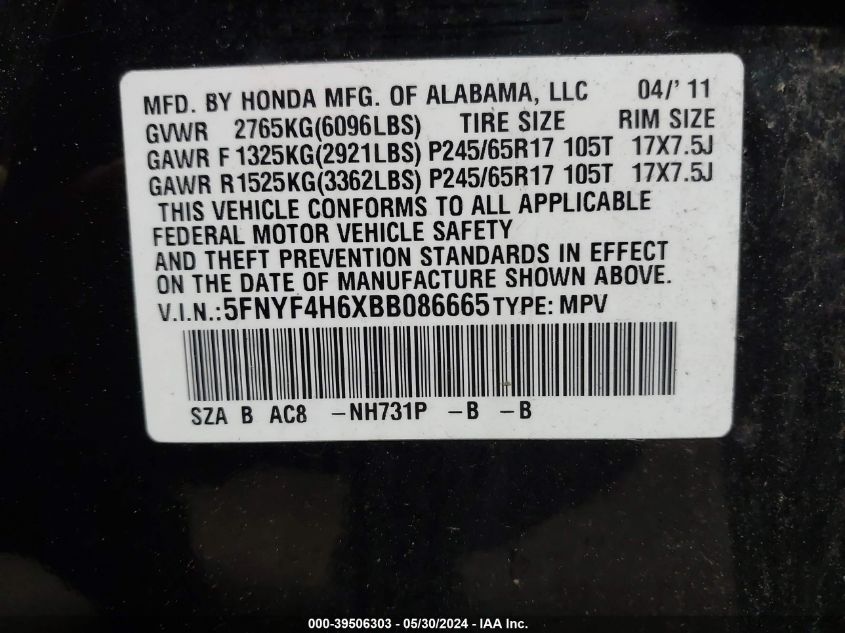 MFD. BY HONDA MFG. OF ALABAMA, LLC 04/' 11
GVWR 2765KG(6096LBS) TIRE SIZE RIM SIZE
GAWR F 1325KG(2921LBS) P245/65R17 105T 17X7.5J
GAWR R1525KG(3362LBS) P245/65R17 105T 17X7.5J
THIS VEHICLE CONFORMS TO ALL APPLICABLE
FEDERAL MOTOR VEHICLE SAFETY
AND THEFT PREVENTION STANDARDS IN EFFECT
ON THE DATE OF MANUFACTURE SHOWN ABOVE.
V.I.N.:5FNYF4H6XBB086665 TYPE: MPV
SZA B AC8 –NH731P –B –B
000-39506303 – 05/30/2024 – IAA Inc.